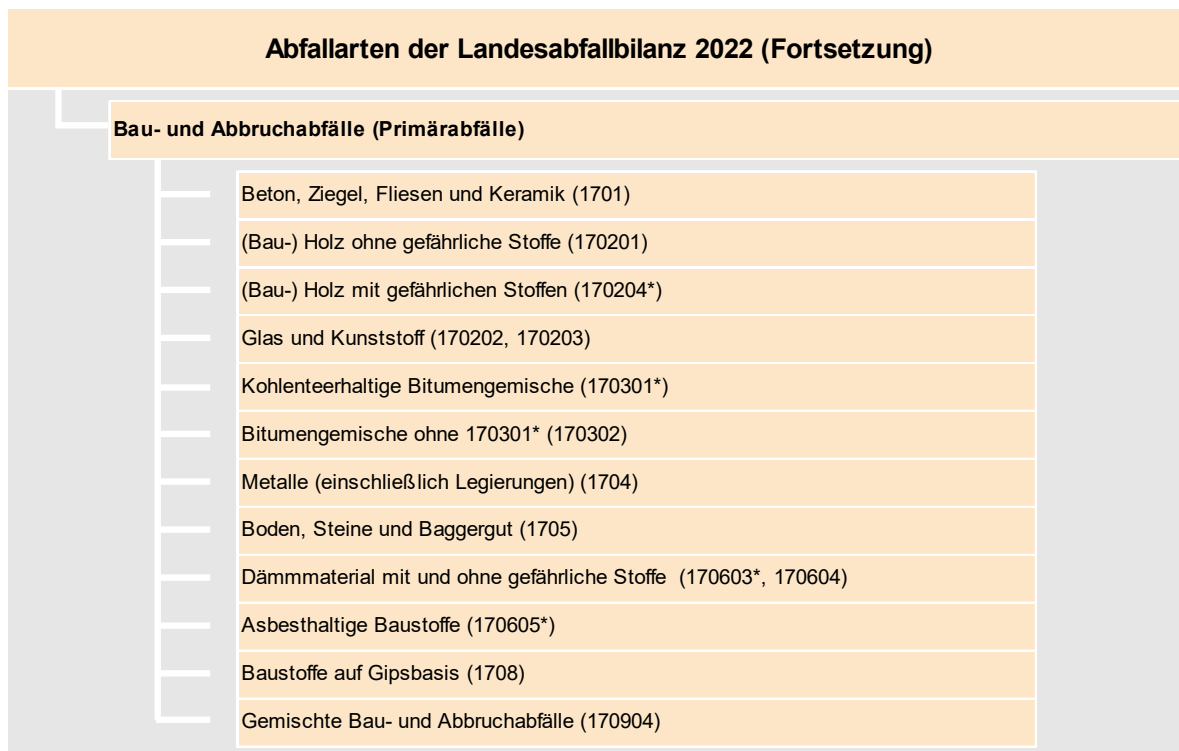 Abfallarten der Landesabfallbilanz 2022 (Fortsetzung)
Bau- und Abbruchabfälle (Primärabfälle)
Beton, Ziegel, Fliesen und Keramik (1701)
(Bau-) Holz ohne gefährliche Stoffe (170201)
(Bau-) Holz mit gefährlichen Stoffen (170204*)
Glas und Kunststoff (170202, 170203)
Kohlenteerhaltige Bitumengemische (170301*)
Bitumengemische ohne 170301* (170302)
Metalle (einschließlich Legierungen) (1704)
Boden, Steine und Baggergut (1705)
Dämmmaterial mit und ohne gefährliche Stoffe (170603*, 170604)
Asbesthaltige Baustoffe (170605*)
Baustoffe auf Gipsbasis (1708)
Gemischte Bau- und Abbruchabfälle (170904)